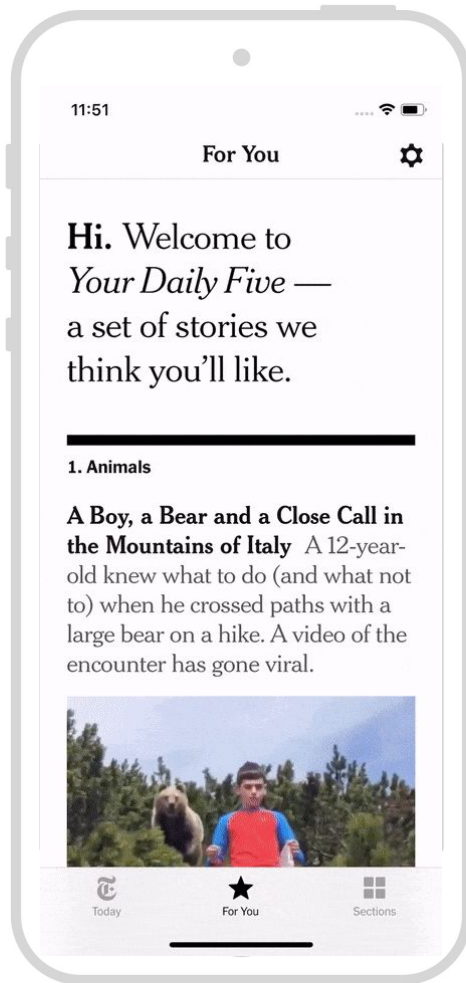 11:51
For You
Hi. Welcome to
Your Daily Five —
a set of stories we
think you’ll like.
1. Animals
A Boy, a Bear and a Close Call in
the Mountains of Italy A 12-year-
old knew what to do (and what not
to) when he crossed paths with a
large bear on a hike. A video of the
encounter has gone viral.
Today
For You
Sections